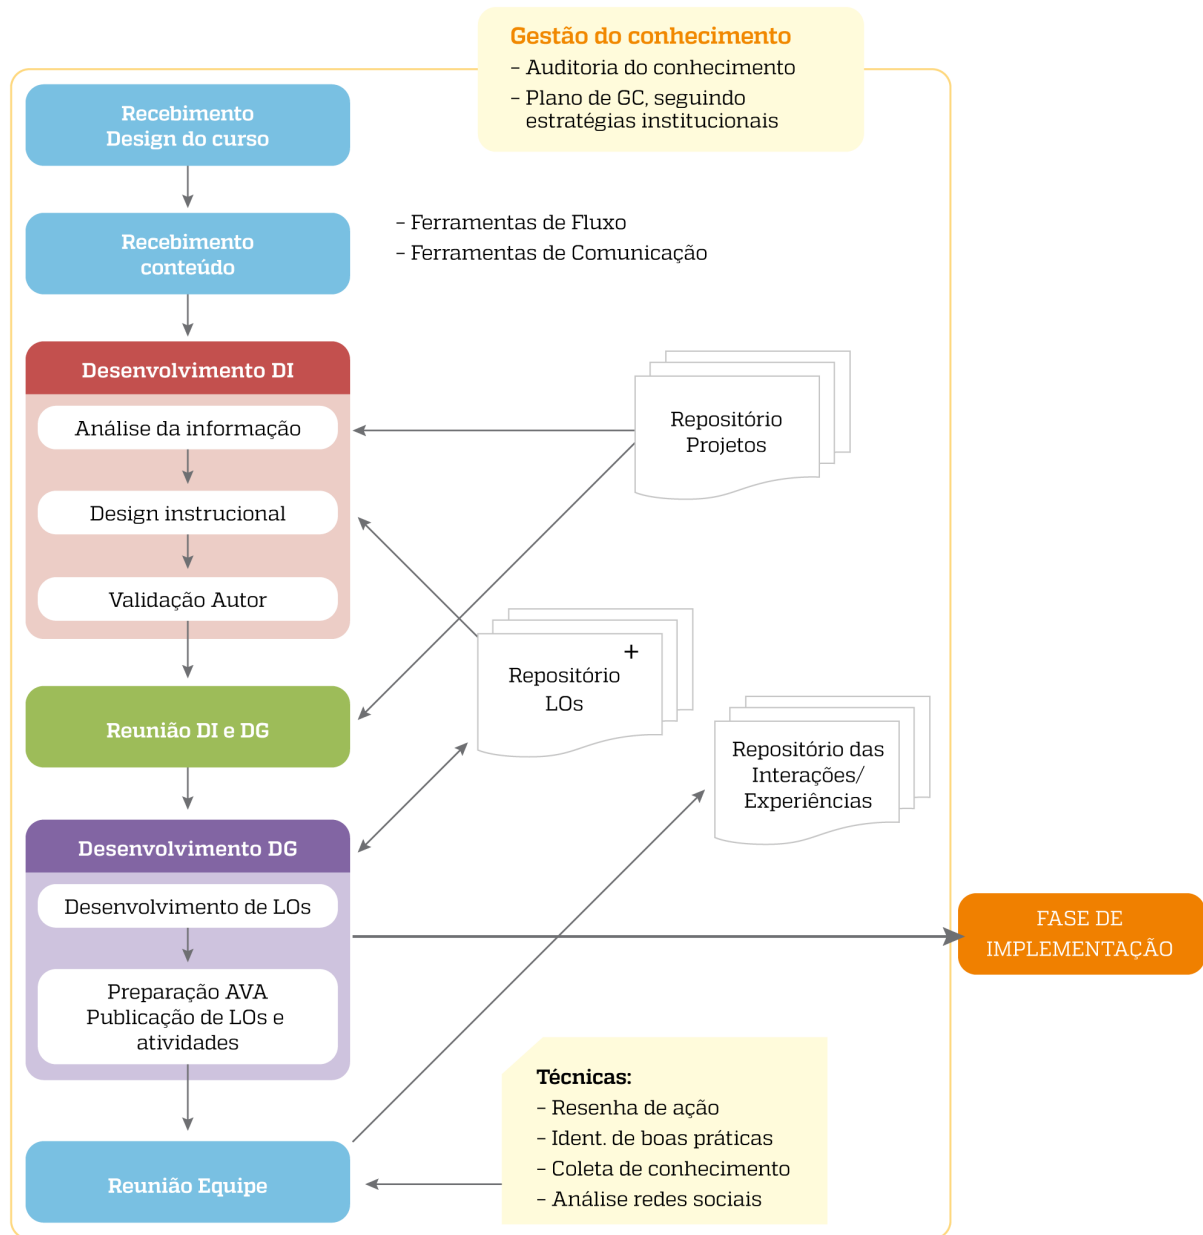 Gestão do conhecimento
– Auditoria do conhecimento
– Plano de GC, seguindo
estratégias institucionais
Recebimento
Design do curso
Recebimento
conteúdo
– Ferramentas de Fluxo
– Ferramentas de Comunicação
Desenvolvimento DI
Análise da informação
Design instrucional
Validação Autor
Repositório
Projetos
Reunião DI e DG
+
Repositório
LOs
Repositório das
Interações/
Experiências
Desenvolvimento DG
Desenvolvimento de LOs
Preparação AVA
Publicação de LOs e
atividades
FASE DE
IMPLEMENTAÇÃO
Reunião Equipe
Técnicas:
– Resenha de ação
– Ident. de boas práticas
– Coleta de conhecimento
– Análise redes sociais